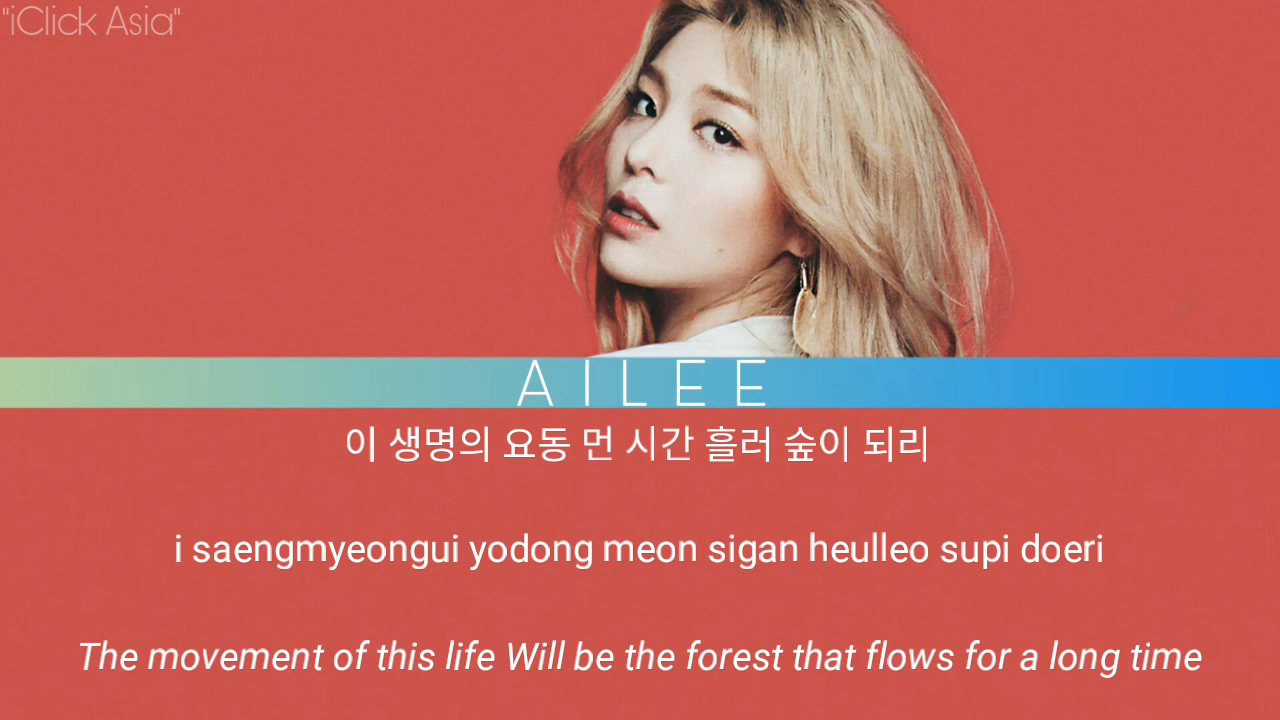 "iClick Asia"
AILEE
이 생명의 요동 먼 시간 흘러 숲이 되리
i saengmyeongui yodong meon sigan heulleo supi doeri
The movement of this life Will be the forest that flows for a long time